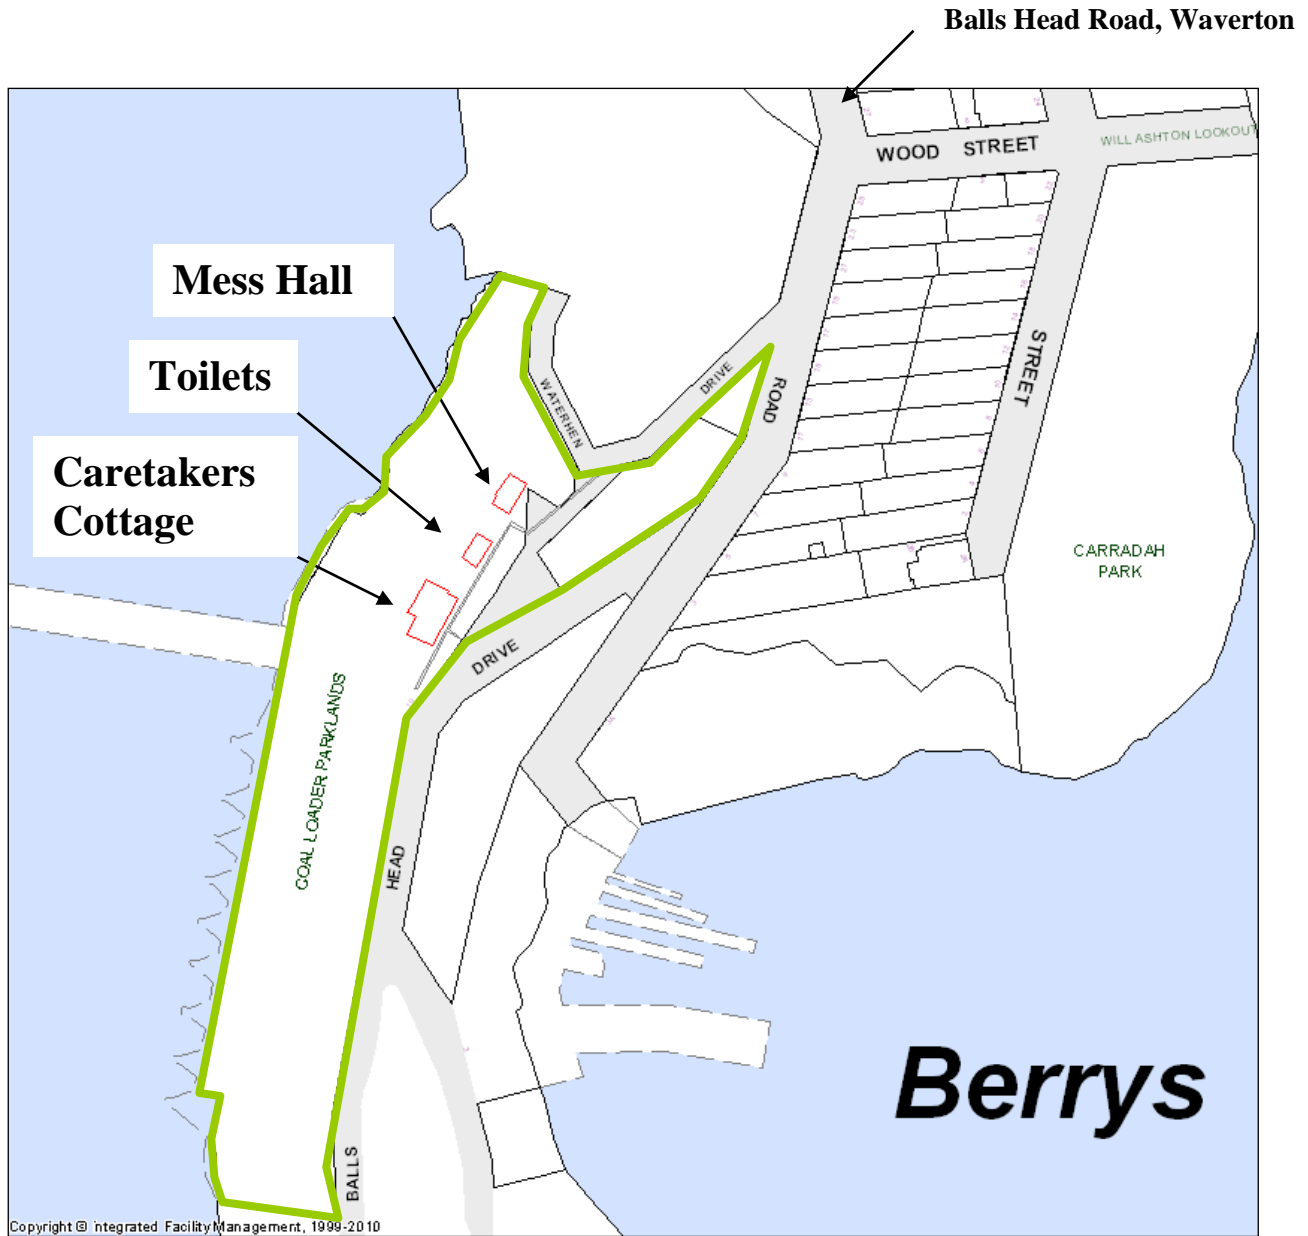 Balls Head Road, Waverton
WOOD STREET
WILL ASHTON LOOKOUT
Mess Hall
Toilets
Caretakers
Cottage
WATERHEN
DRIVE
ROAD
STREET
CARRADAH
PARK
DRIVE
COAL LOADER PARKLANDS
HEAD
BALLS
Berrys
Copyright © Integrated Facility Management, 1999-2010